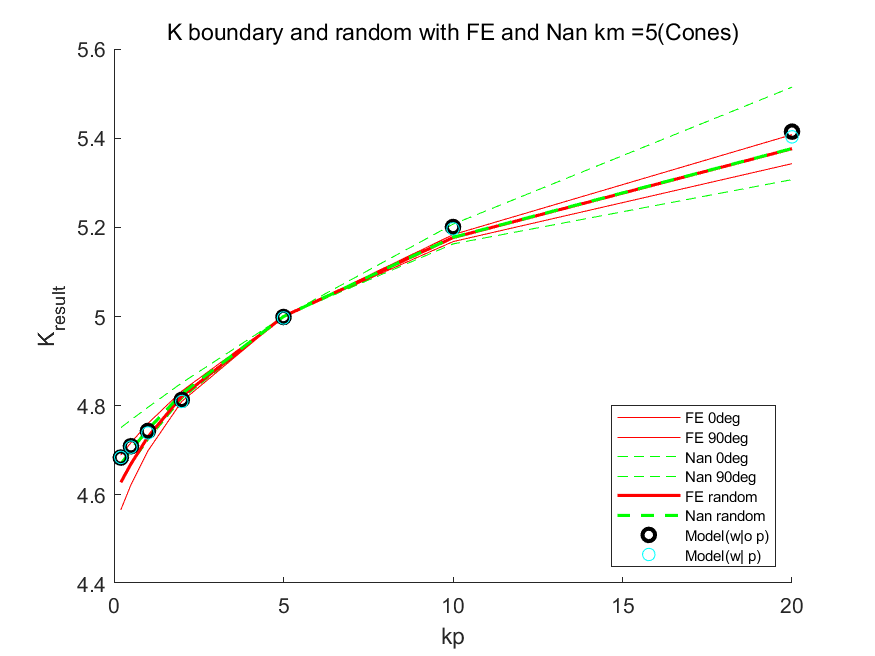 K boundary and random with FE and Nan km =5(Cones)
5.6
5.4
5.2
5
4.8
4.6
4.4
K_result
0
5
10
15
20
kp
FE 0deg
FE 90deg
Nan 0deg
Nan 90deg
FE random
Nan random
Model(w|o p)
Model(w| p)